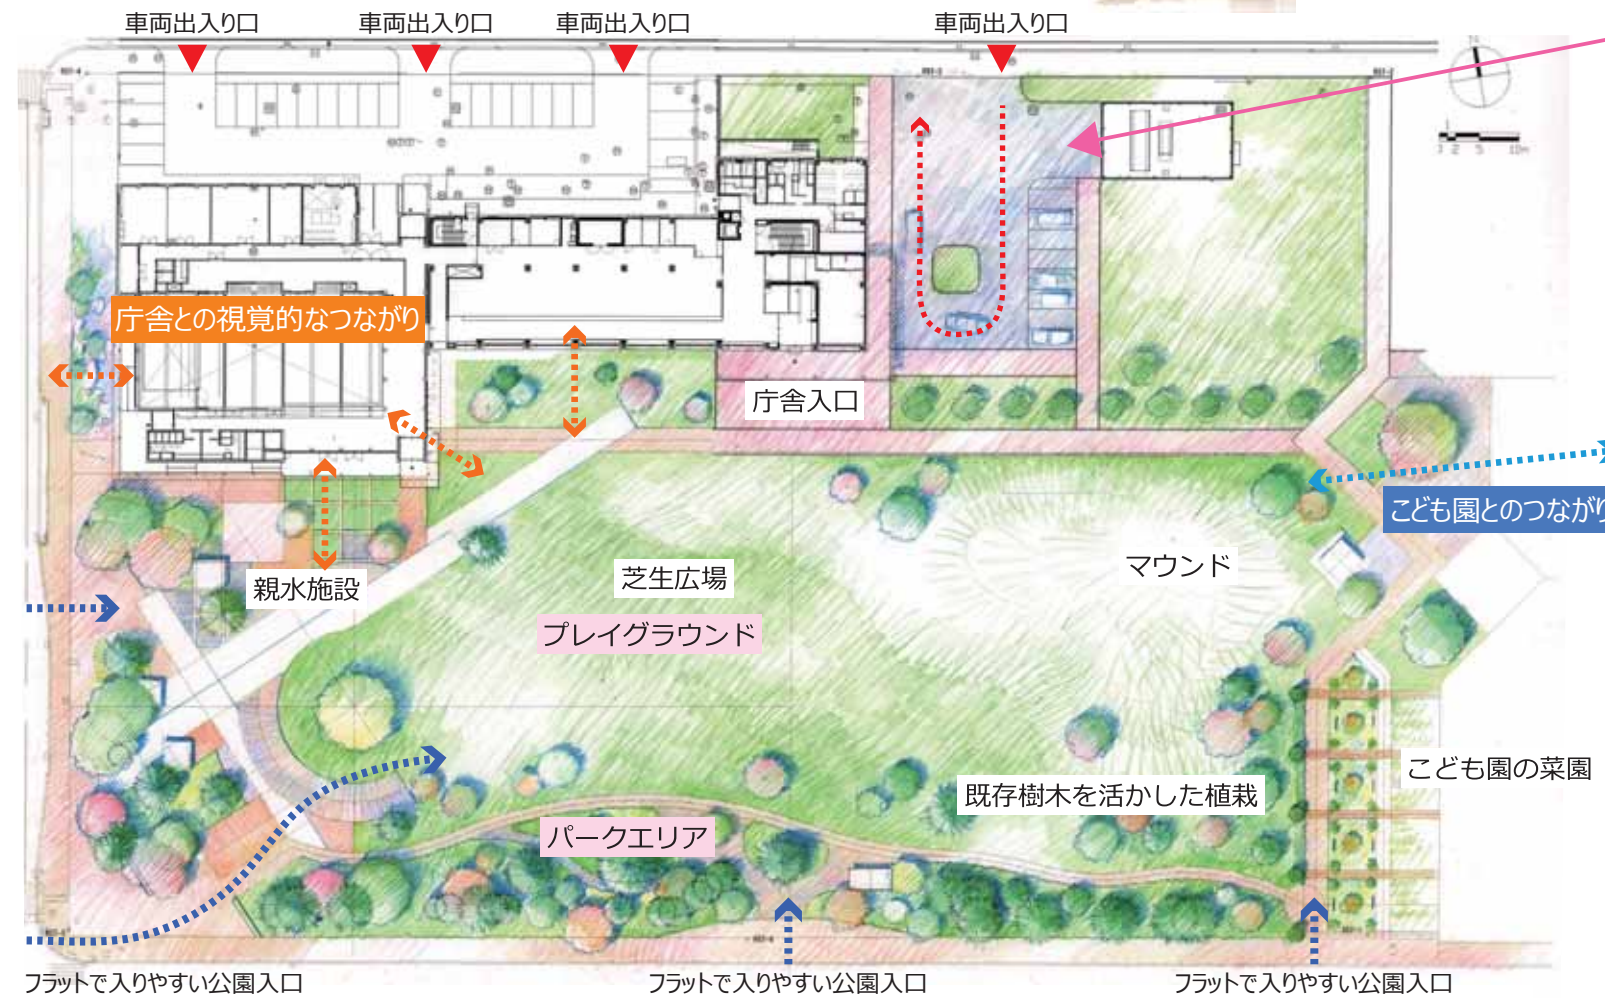 車両出入り口
車両出入り口
車両出入り口
車両出入り口
庁舎との視覚的なつながり
庁舎入口
こども園とのつながり
親水施設
芝生広場
プレイグラウンド
マウンド
既存樹木を活かした植栽
こども園の菜園
パークエリア
フラットで入りやすい公園入口
フラットで入りやすい公園入口
フラットで入りやすい公園入口